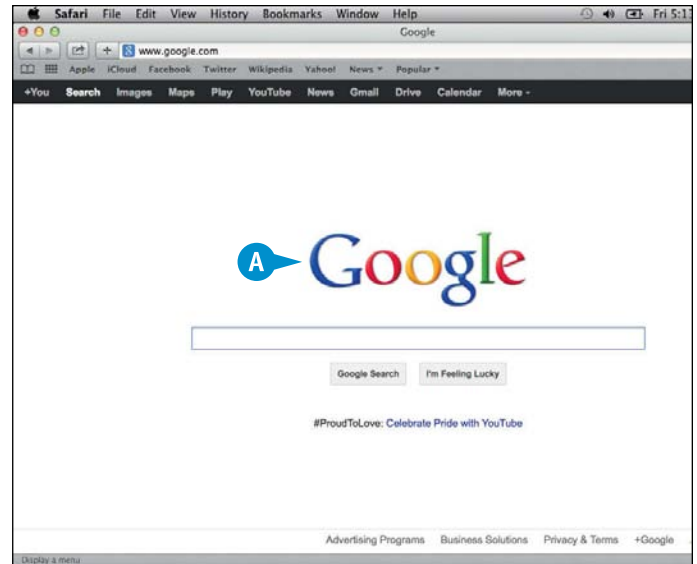 Safari File Edit View History Bookmarks Window Help Fri 5:1
Google
www.google.com
Apple iCloud Facebook Twitter Wikipedia Yahoo! News Popular
+You Search Images Maps Play YouTube News Gmail Drive Calendar More
A
Google
Google Search I'm Feeling Lucky
#ProudToLove: Celebrate Pride with YouTube
Advertising Programs Business Solutions Privacy & Terms +Google
Display a menu